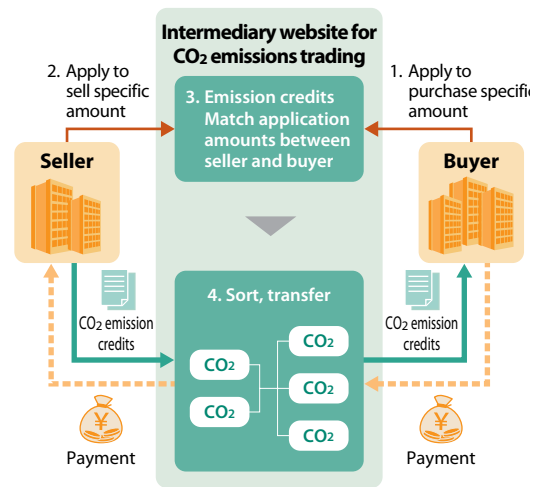 Intermediary website for
CO2 emissions trading
2. Apply to
sell specific
amount
1. Apply to
purchase specific
amount
3. Emission credits
Match application
amounts between
seller and buyer
Seller
Buyer
4. Sort, transfer
CO2 emission
credits
CO2 emission
credits
CO2
CO2
CO2
CO2
CO2
¥
Payment
¥
Payment